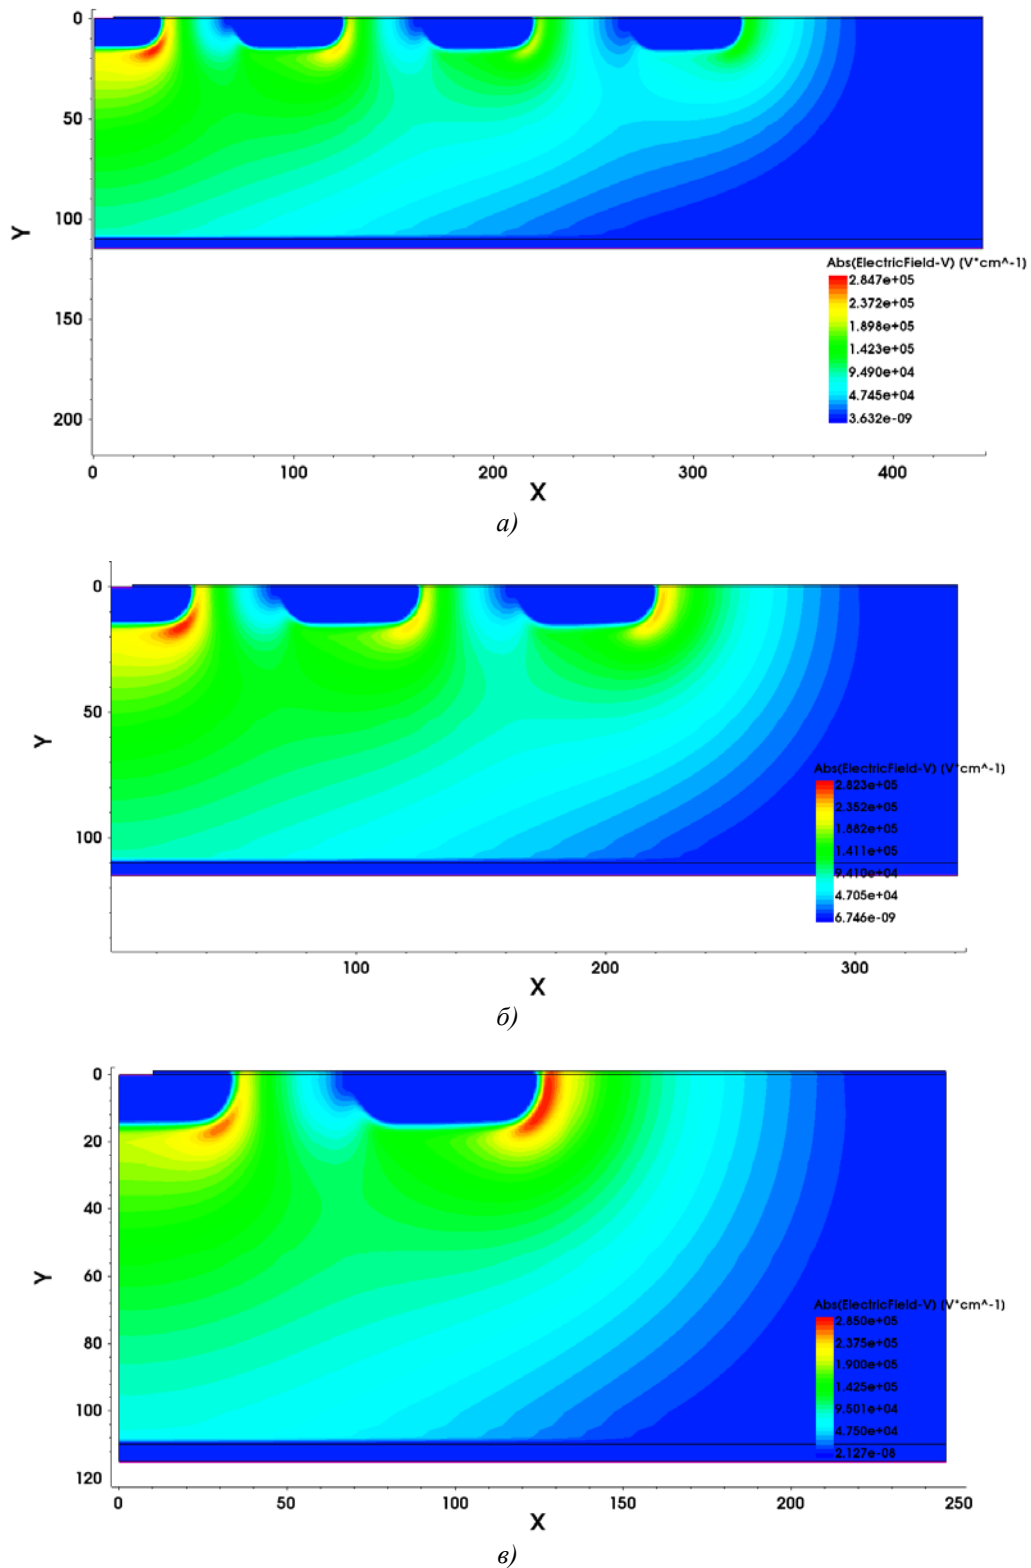 0
50
100
150
200
Y
Abs(ElectricField-V) (V*cm^-1)
2.847e+05
2.372e+05
1.898e+05
1.423e+05
9.490e+04
4.745e+04
3.632e-09
0 100 200 300 400
X
а)
0
50
100
Y
Abs(ElectricField-V) (V*cm^-1)
2.823e+05
2.352e+05
1.882e+05
1.411e+05
9.410e+04
4.705e+04
6.746e-09
100 200 300
X
б)
0
20
40
60
80
100
120
Y
Abs(ElectricField-V) (V*cm^-1)
2.850e+05
2.375e+05
1.900e+05
1.425e+05
9.501e+04
4.750e+04
2.127e-08
0 50 100 150 200 250
X
в)